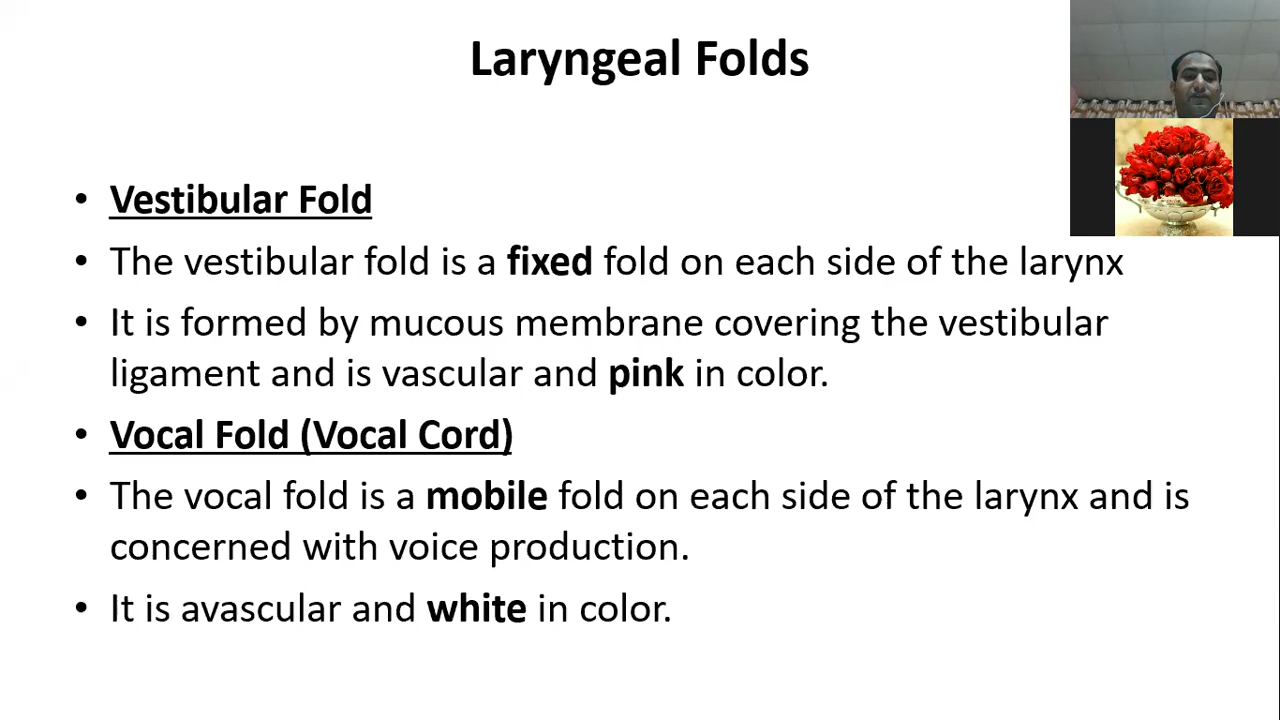 Laryngeal Folds
• Vestibular Fold
• The vestibular fold is a fixed fold on each side of the larynx
• It is formed by mucous membrane covering the vestibular
ligament and is vascular and pink in color.
• Vocal Fold (Vocal Cord)
• The vocal fold is a mobile fold on each side of the larynx and is
concerned with voice production.
• It is avascular and white in color.